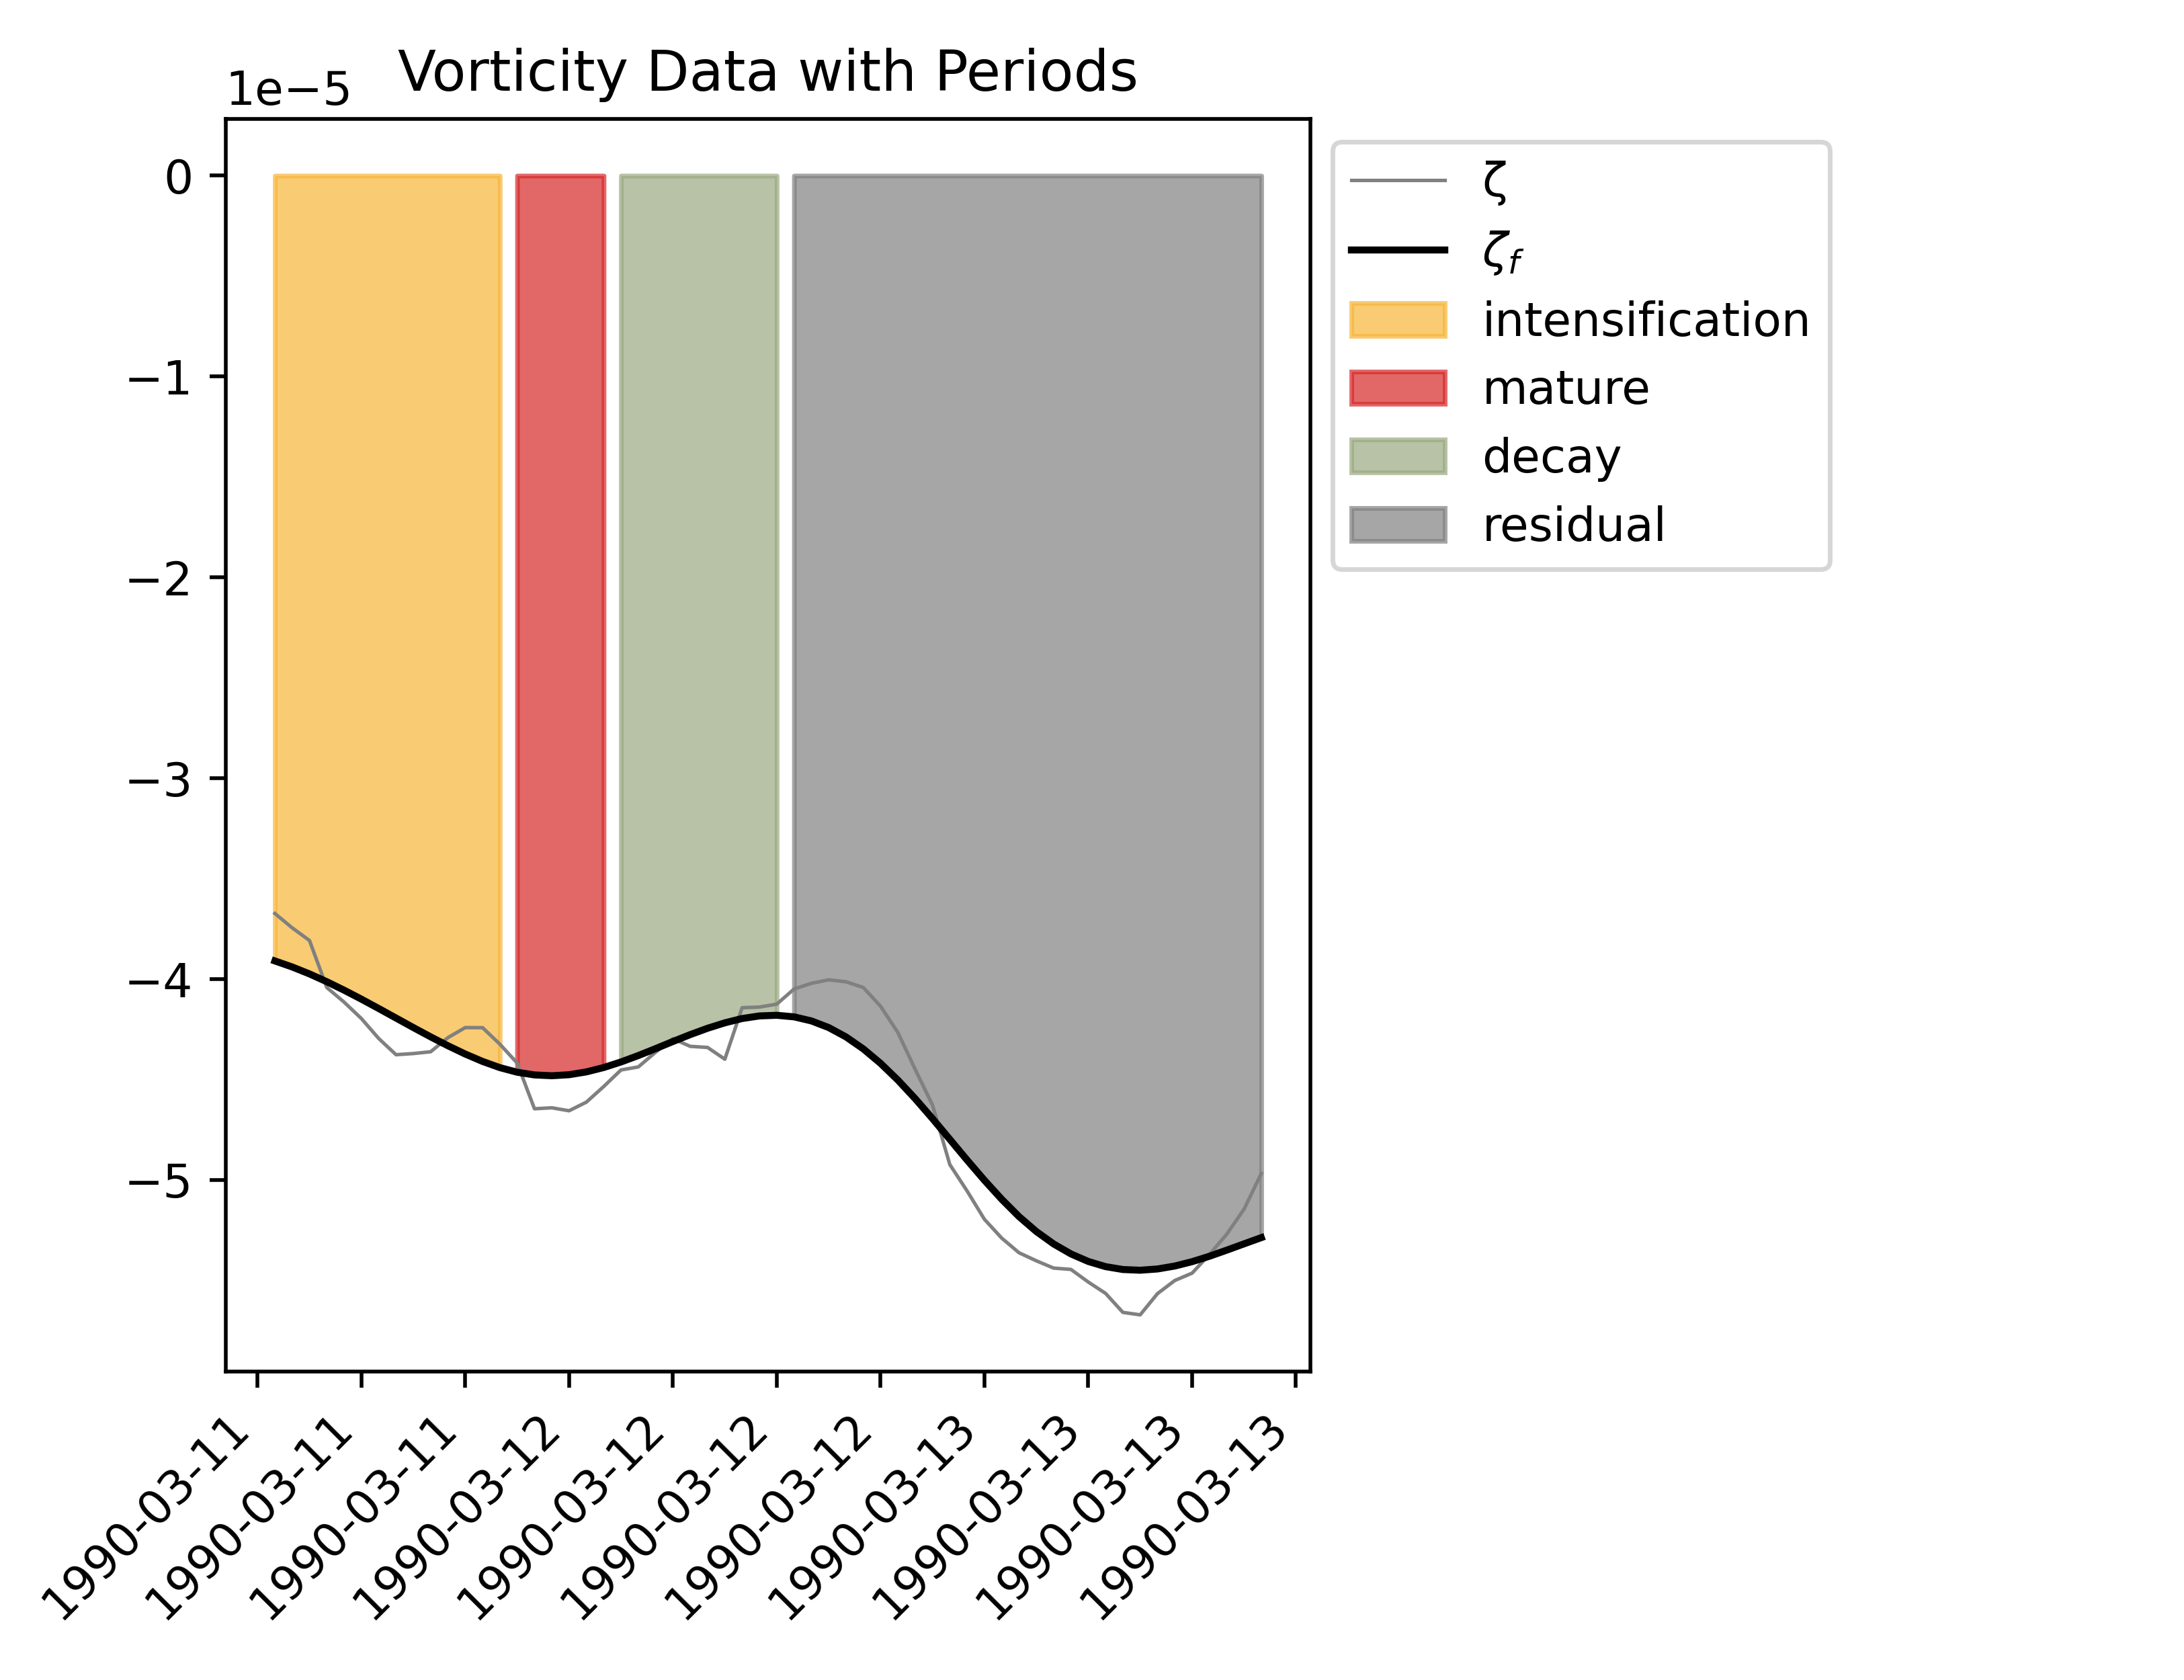 Vorticity Data with Periods
1e−5
0
−1
−2
−3
−4
−5
1990-03-11
1990-03-11
1990-03-11
1990-03-12
1990-03-12
1990-03-12
1990-03-12
1990-03-13
1990-03-13
1990-03-13
1990-03-13
ζ
ζf
intensification
mature
decay
residual